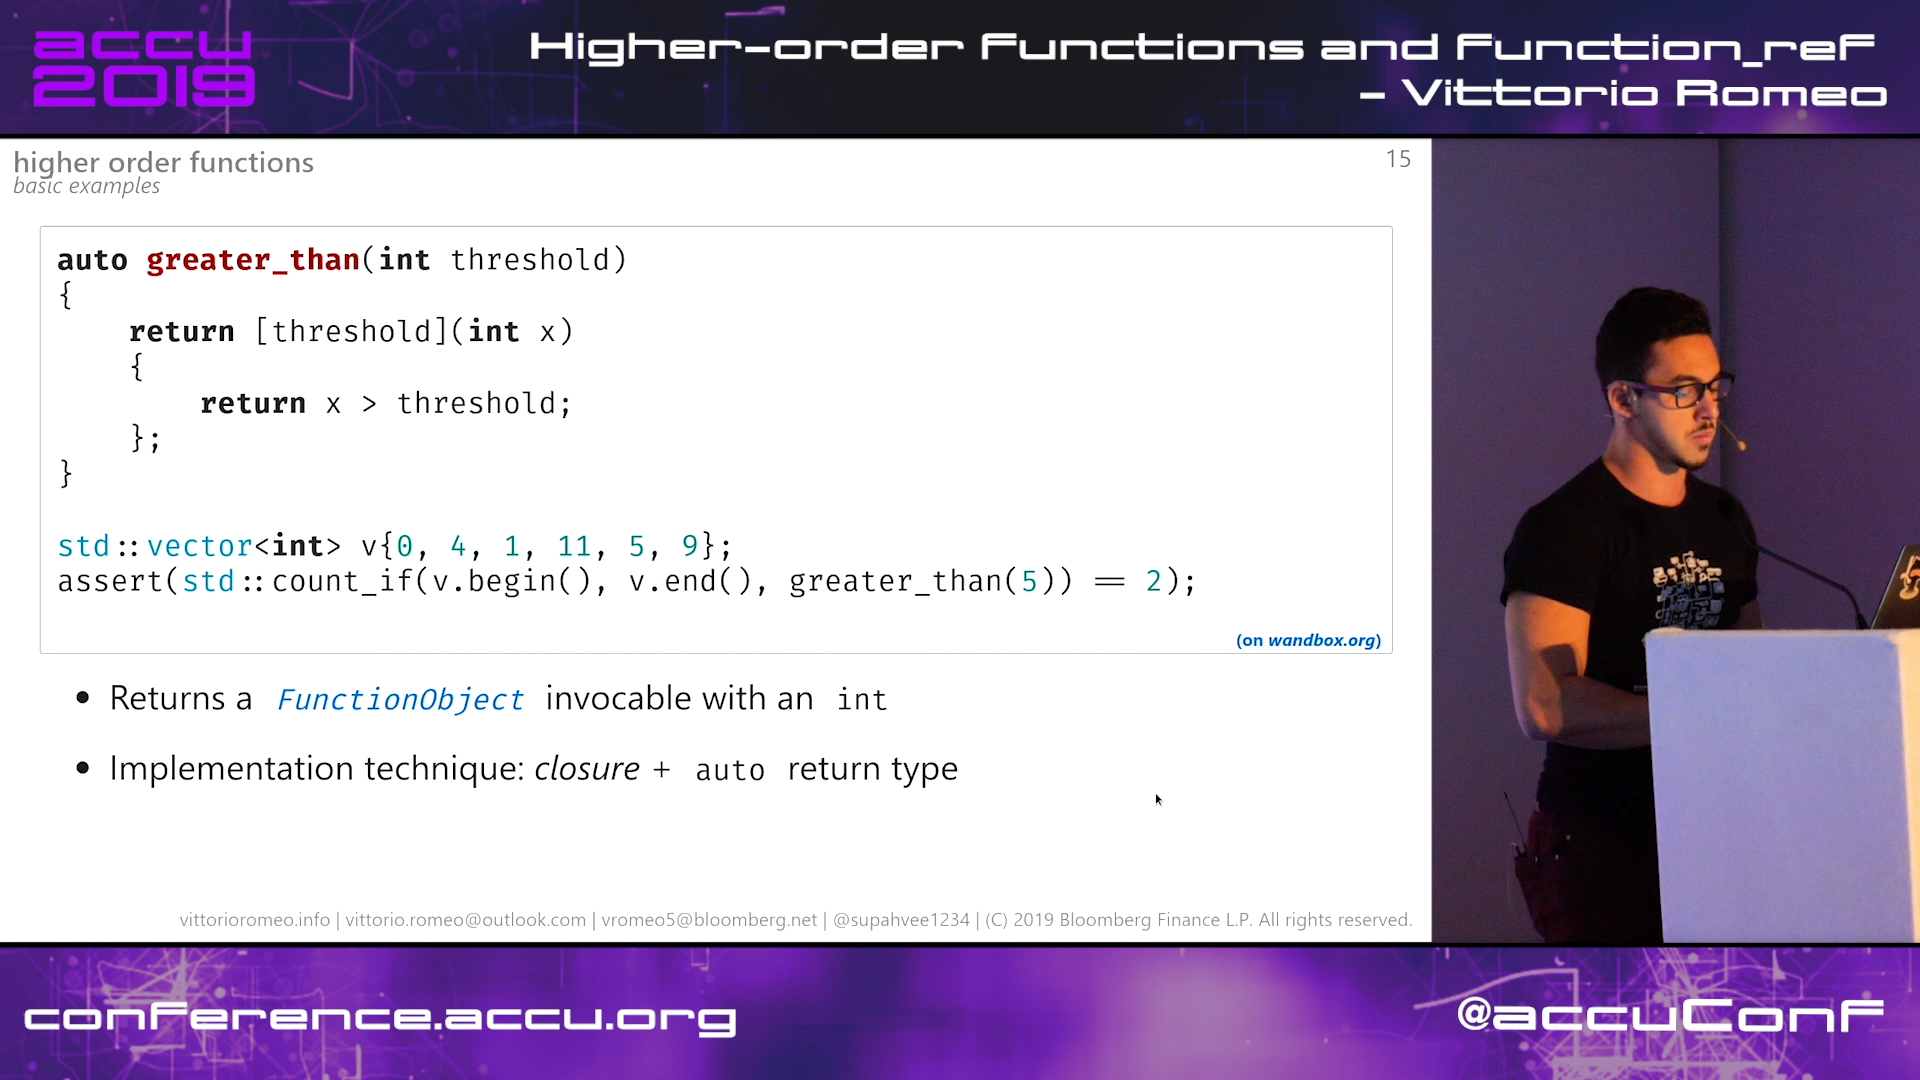 accu
2019
Higher-order Functions and Function_ref
- Vittorio Romeo
higher order functions
basic examples
15
auto greater_than(int threshold)
{
    return [threshold](int x)
    {
        return x > threshold;
    };
}
std::vector<int> v{0, 4, 1, 11, 5, 9};
assert(std::count_if(v.begin(), v.end(), greater_than(5)) == 2);
(on wandbox.org)
• Returns a FunctionObject invocable with an int
• Implementation technique: closure + auto return type
vittorioromeo.info | vittorio.romeo@outlook.com | vromeo5@bloomberg.net | @supahvee1234 | (C) 2019 Bloomberg Finance L.P. All rights reserved.
conference.accu.org
@accuConf